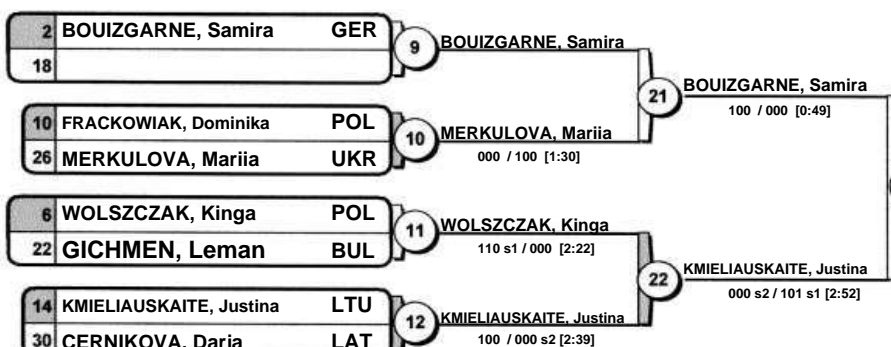 2 BOUIZGARNE, Samira GER
18
9
BOUIZGARNE, Samira
10 FRACKOWIAK, Dominika POL
26 MERKULOVA, Mariia UKR
10
MERKULOVA, Mariia
000 / 100 [1:30]
21
BOUIZGARNE, Samira
100 / 000 [0:49]
6 WOLSZCZAK, Kinga POL
22 GICHMEN, Leman BUL
11
WOLSZCZAK, Kinga
110 s1 / 000 [2:22]
14 KMIELIAUSKAITE, Justina LTU
30 CERNIKOVA, Darja LAT
12
KMIELIAUSKAITE, Justina
100 / 000 s2 [2:39]
22
KMIELIAUSKAITE, Justina
000 s2 / 101 s1 [2:52]